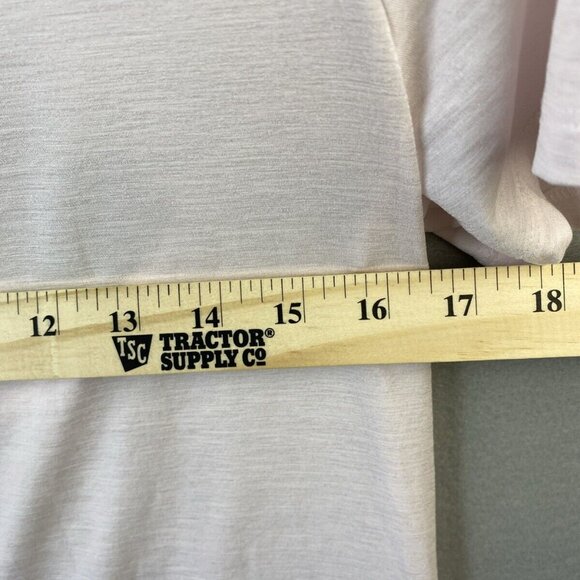 12 13 14 15 16 17 18
TSC TRACTOR®
SUPPLY CO